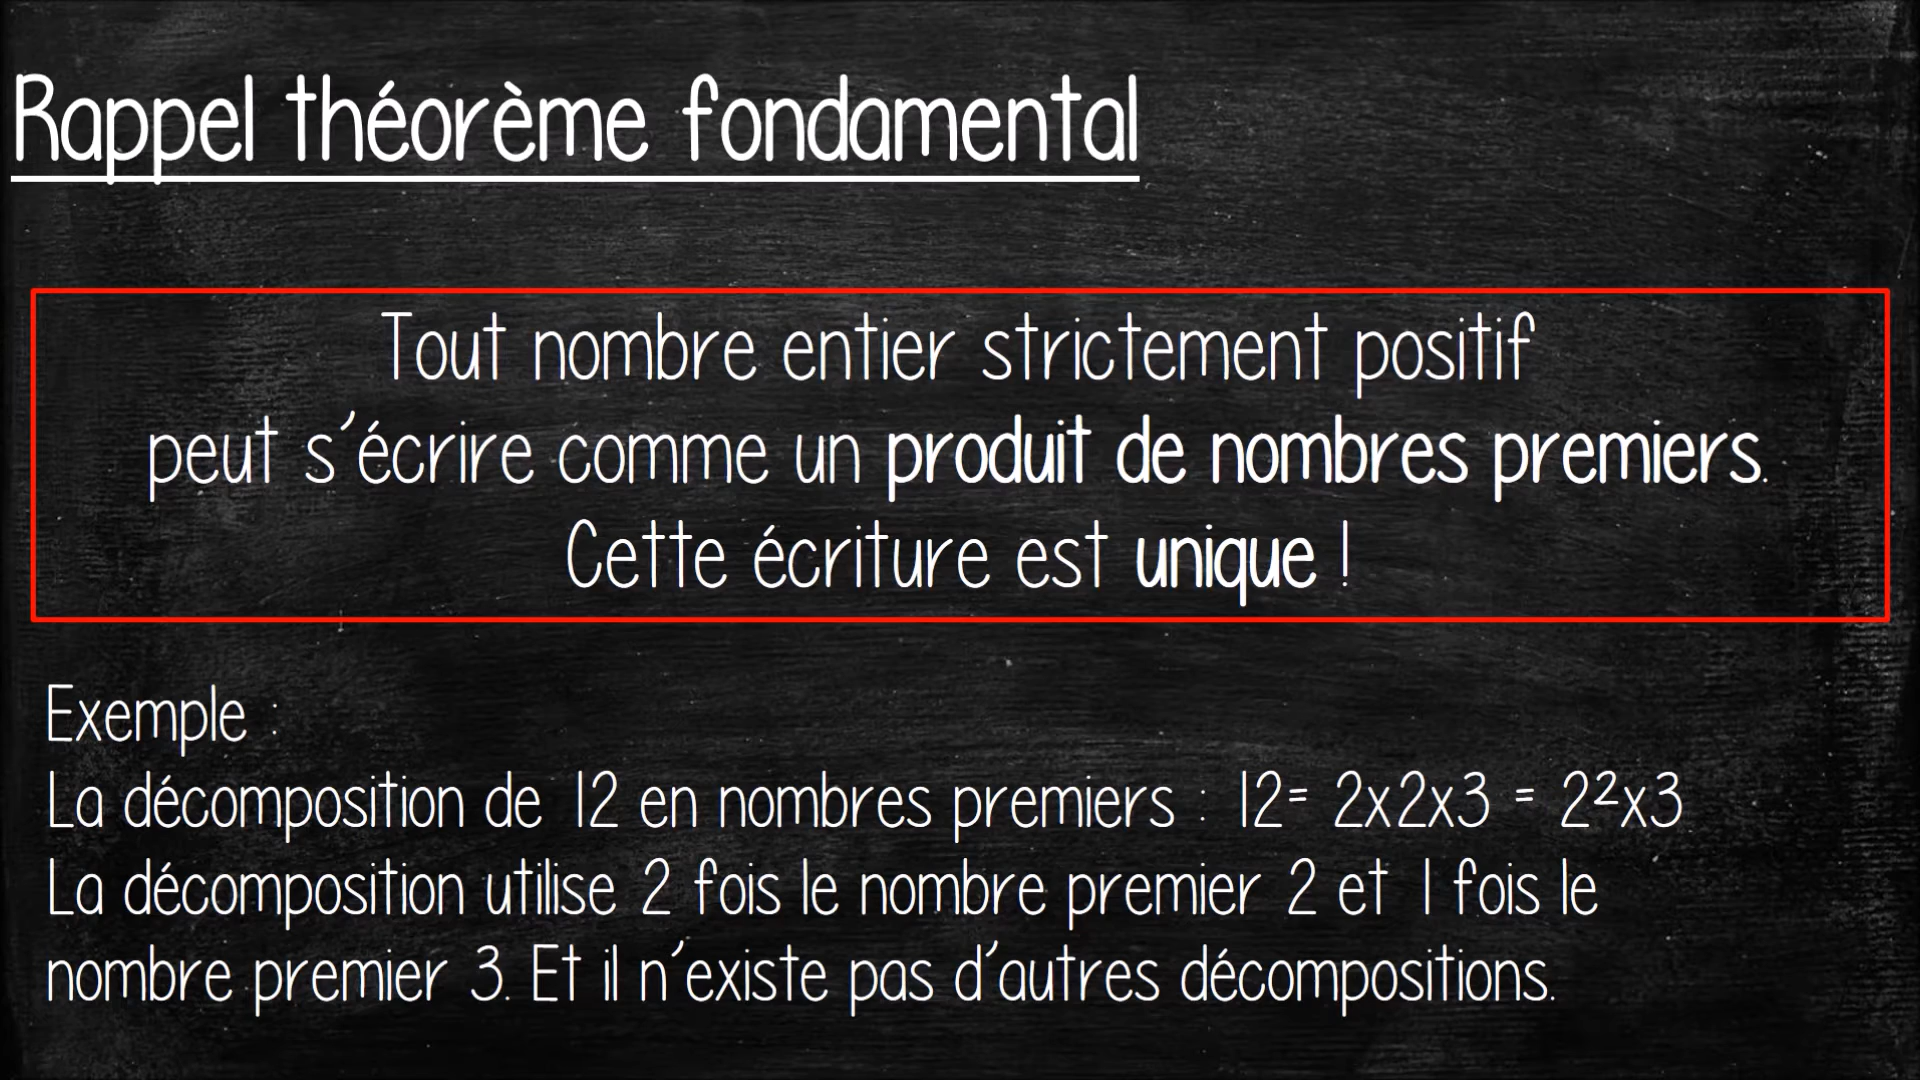 Rappel théorème fondamental
Tout nombre entier strictement positif
peut s'écrire comme un produit de nombres premiers.
Cette écriture est unique !
Exemple :
La décomposition de 12 en nombres premiers : 12= 2x2x3 = 2²x3
La décomposition utilise 2 fois le nombre premier 2 et 1 fois le
nombre premier 3. Et il n'existe pas d'autres décompositions.